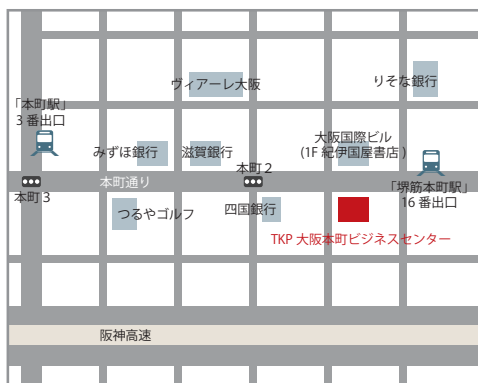 ヴィアーレ大阪
りそな銀行
「本町駅」
3 番出口
みずほ銀行
滋賀銀行
大阪国際ビル
(1F 紀伊国屋書店 )
本町 2
本町通り
本町 3
「堺筋本町駅」
16 番出口
つるやゴルフ
四国銀行
TKP 大阪本町ビジネスセンター
阪神高速